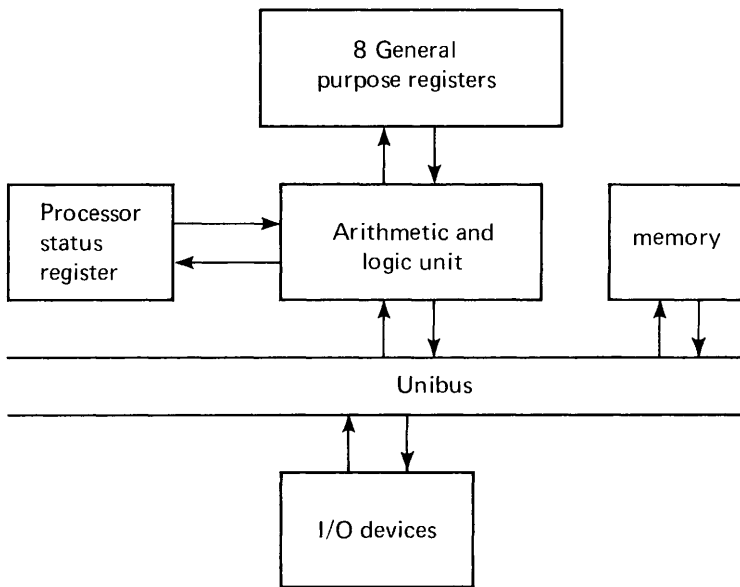 8 General
purpose registers
Processor
status
register
Arithmetic and
logic unit
memory
Unibus
I/O devices